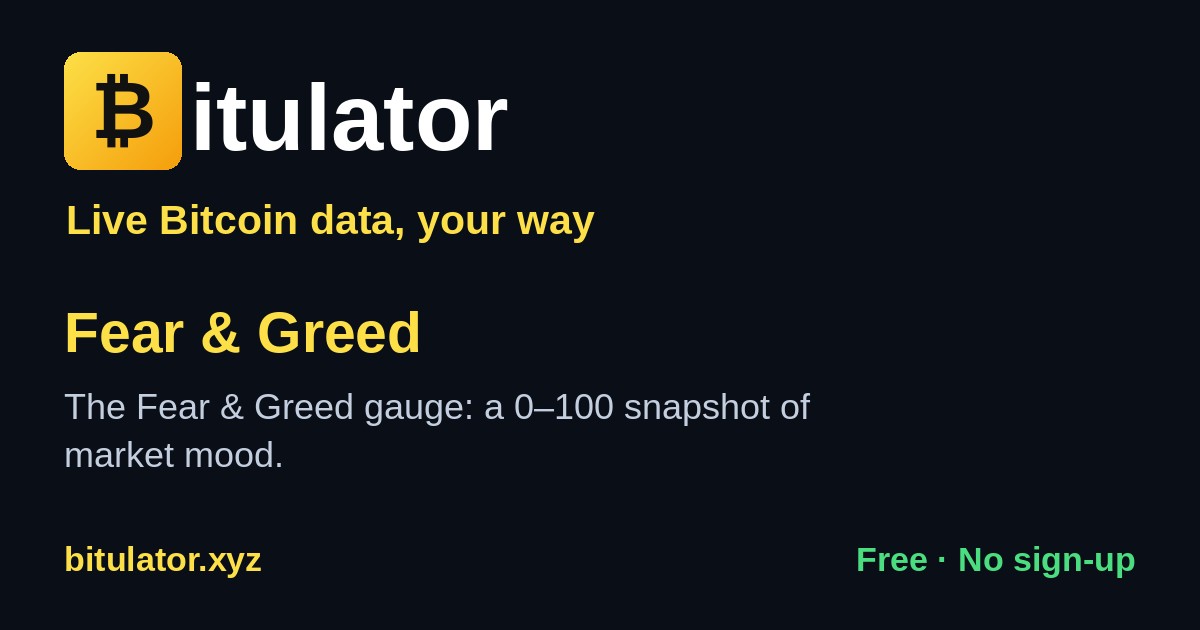 ₿itulator
Live Bitcoin data, your way
Fear & Greed
The Fear & Greed gauge: a 0–100 snapshot of
market mood.
bitulator.xyz
Free · No sign-up